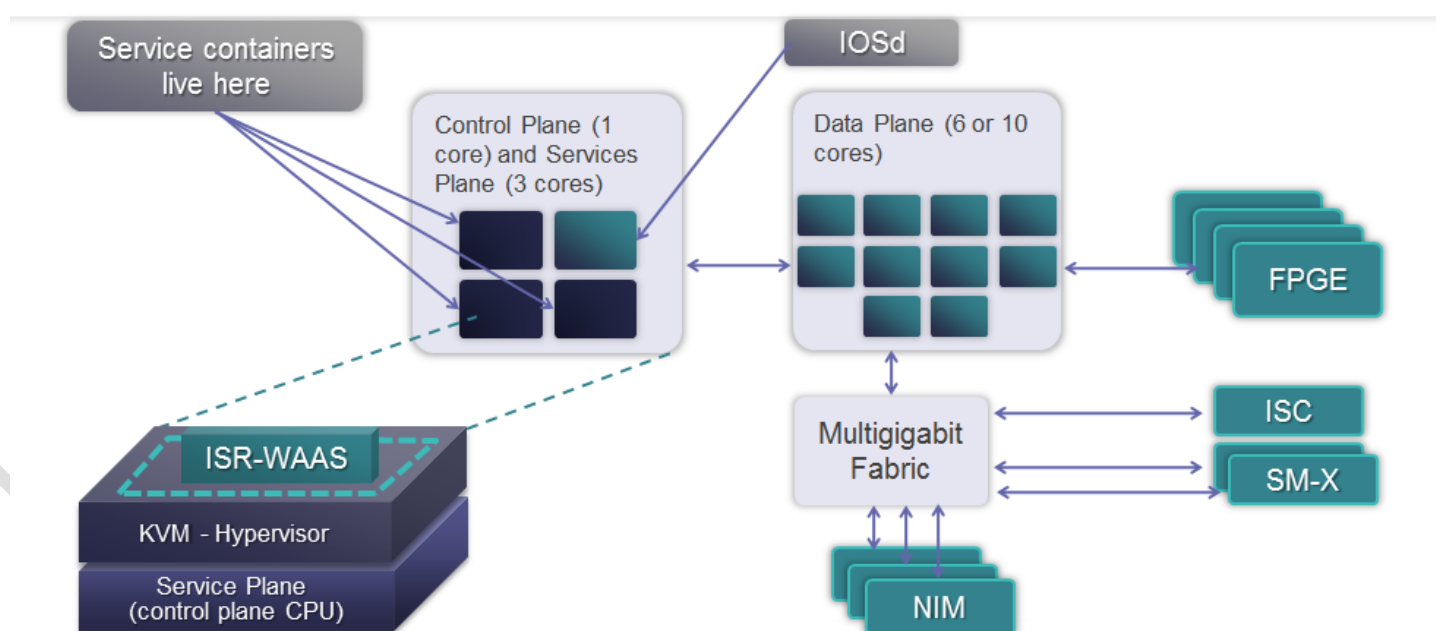 Service containers
live here
IOSd
Control Plane (1
core) and Services
Plane (3 cores)
Data Plane (6 or 10
cores)
FPGE
Multigigabit
Fabric
ISC
SM-X
NIM
ISR-WAAS
KVM - Hypervisor
Service Plane
(control plane CPU)